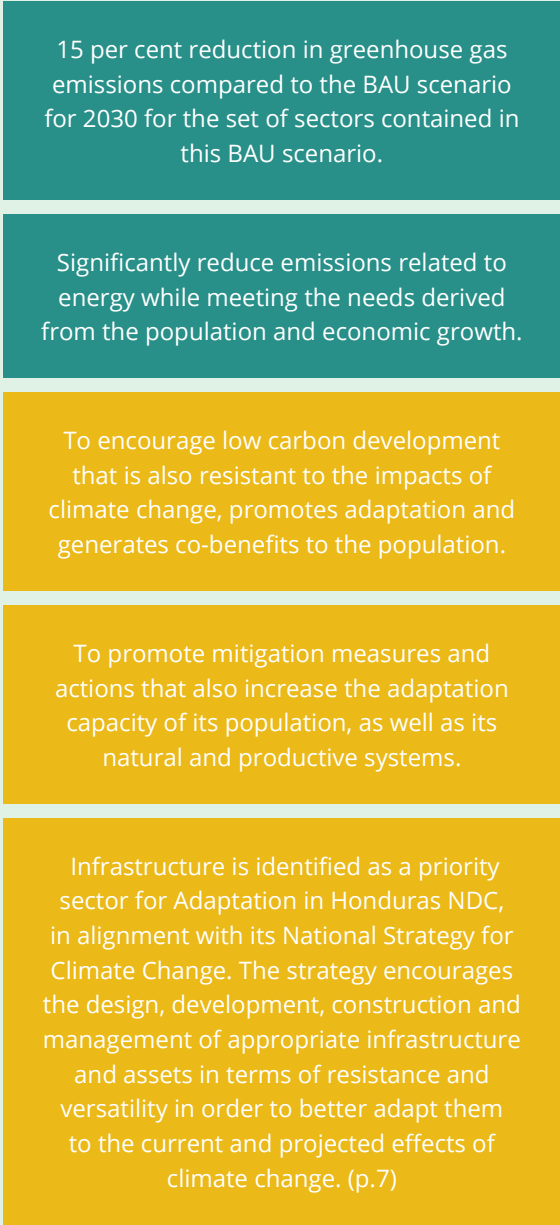 15 per cent reduction in greenhouse gas
emissions compared to the BAU scenario
for 2030 for the set of sectors contained in
this BAU scenario.
Significantly reduce emissions related to
energy while meeting the needs derived
from the population and economic growth.
To encourage low carbon development
that is also resistant to the impacts of
climate change, promotes adaptation and
generates co-benefits to the population.
To promote mitigation measures and
actions that also increase the adaptation
capacity of its population, as well as its
natural and productive systems.
Infrastructure is identified as a priority
sector for Adaptation in Honduras NDC,
in alignment with its National Strategy for
Climate Change. The strategy encourages
the design, development, construction and
management of appropriate infrastructure
and assets in terms of resistance and
versatility in order to better adapt them
to the current and projected effects of
climate change. (p.7)